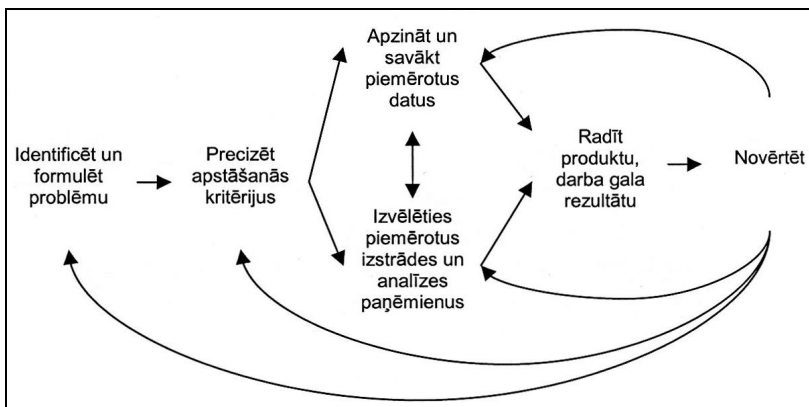 Identificēt un
formulēt
problēmu
Precizēt
apstāšanās
kritērijus
Apzināt un
savākt
piemērotus
datus
Izvēlēties
piemērotus
izstrādes un
analīzes
paņēmienus
Radīt
produktu,
darba gala
rezultātu
Novērtēt